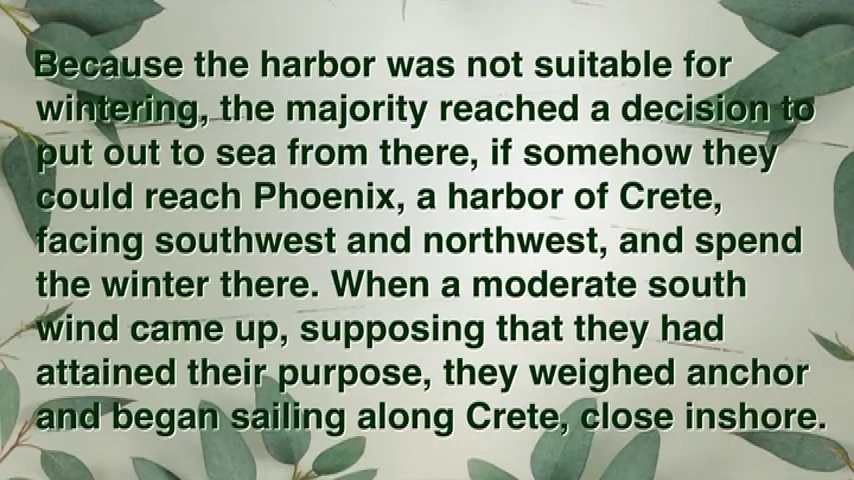 Because the harbor was not suitable for
wintering, the majority reached a decision to
put out to sea from there, if somehow they
could reach Phoenix, a harbor of Crete,
facing southwest and northwest, and spend
the winter there. When a moderate south
wind came up, supposing that they had
attained their purpose, they weighed anchor
and began sailing along Crete, close inshore.